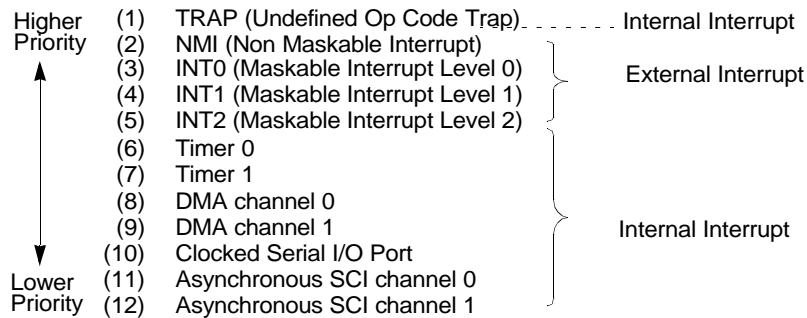 Higher
Priority
(1) TRAP (Undefined Op Code Trap) Internal Interrupt
(2) NMI (Non Maskable Interrupt)
(3) INT0 (Maskable Interrupt Level 0)
External Interrupt
(4) INT1 (Maskable Interrupt Level 1)
(5) INT2 (Maskable Interrupt Level 2)
(6) Timer 0
(7) Timer 1
(8) DMA channel 0
(9) DMA channel 1
Internal Interrupt
(10) Clocked Serial I/O Port
(11) Asynchronous SCI channel 0
(12) Asynchronous SCI channel 1
Lower
Priority